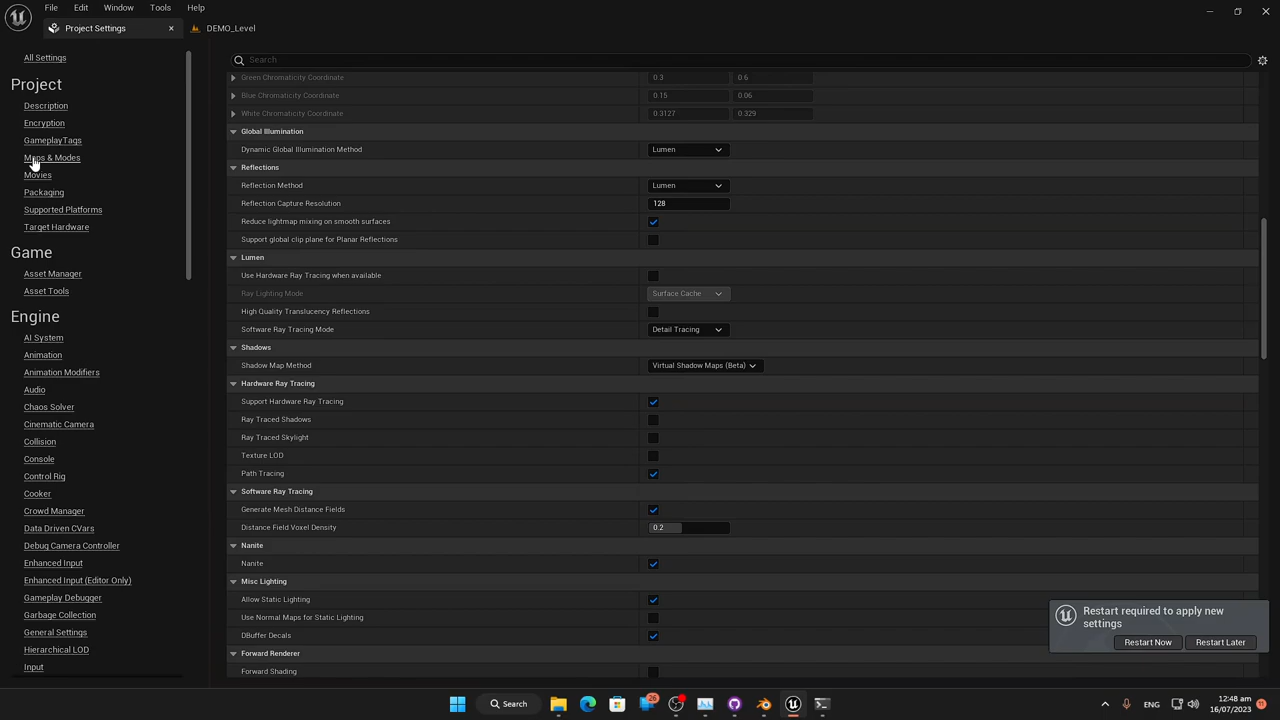 File Edit Window Tools Help
Project Settings × DEMO_Level
All Settings
Project
Description
Encryption
GameplayTags
Maps & Modes
Movies
Packaging
Supported Platforms
Target Hardware
Game
Asset Manager
Asset Tools
Engine
AI System
Animation
Animation Modifiers
Audio
Chaos Solver
Cinematic Camera
Collision
Console
Control Rig
Cooker
Crowd Manager
Data Driven CVars
Debug Camera Controller
Enhanced Input
Enhanced Input (Editor Only)
Gameplay Debugger
Garbage Collection
General Settings
Hierarchical LOD
Input
Search
Green Chromaticity Coordinate 0.3 0.6
Blue Chromaticity Coordinate 0.15 0.06
White Chromaticity Coordinate 0.3127 0.329
Global Illumination
Dynamic Global Illumination Method Lumen
Reflections
Reflection Method Lumen
Reflection Capture Resolution 128
Reduce lightmap mixing on smooth surfaces
Support global clip plane for Planar Reflections
Lumen
Use Hardware Ray Tracing when available
Ray Lighting Mode Surface Cache
High Quality Translucency Reflections
Software Ray Tracing Mode Detail Tracing
Shadows
Shadow Map Method Virtual Shadow Maps (Beta)
Hardware Ray Tracing
Support Hardware Ray Tracing
Ray Traced Shadows
Ray Traced Skylight
Texture LOD
Path Tracing
Software Ray Tracing
Generate Mesh Distance Fields
Distance Field Voxel Density 0.2
Nanite
Nanite
Misc Lighting
Allow Static Lighting
Use Normal Maps for Static Lighting
DBuffer Decals
Forward Renderer
Forward Shading
Restart required to apply new
settings
Restart Now Restart Later
Search 26 ENG 12:48 am
16/07/2023